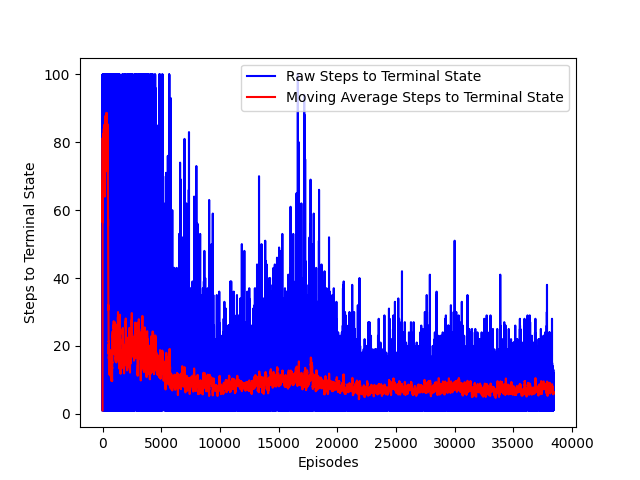 Raw Steps to Terminal State
Moving Average Steps to Terminal State
Steps to Terminal State
100
80
60
40
20
0
0 5000 10000 15000 20000 25000 30000 35000 40000
Episodes